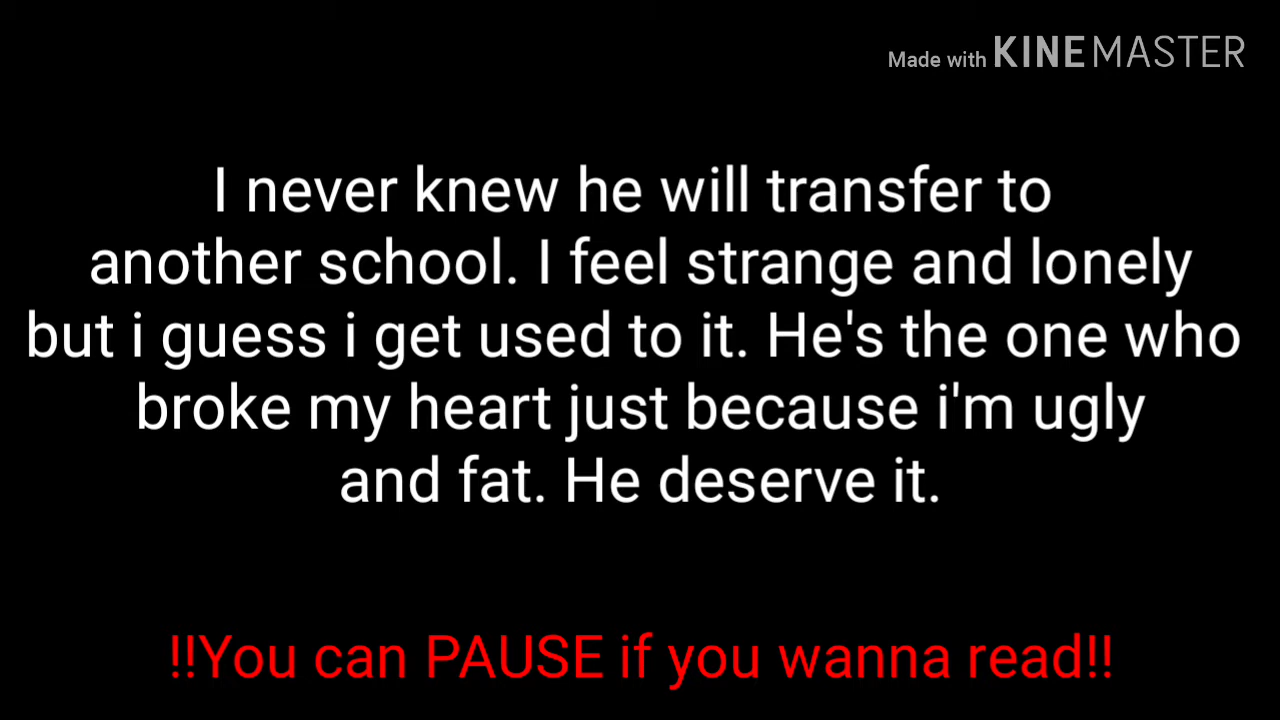 Made with KINEMASTER
I never knew he will transfer to
another school. I feel strange and lonely
but i guess i get used to it. He's the one who
broke my heart just because i'm ugly
and fat. He deserve it.
!!You can PAUSE if you wanna read!!